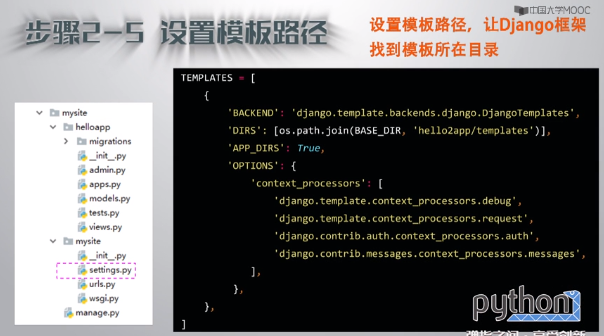 中国大学MOOC
步骤2-5 设置模板路径
设置模板路径，让Django框架
找到模板所在目录
mysite
helloapp
migrations
__init__.py
admin.py
apps.py
models.py
tests.py
views.py
mysite
__init__.py
settings.py
urls.py
wsgi.py
manage.py
TEMPLATES = [
{
'BACKEND': 'django.template.backends.django.DjangoTemplates',
'DIRS': [os.path.join(BASE_DIR, 'hello2app/templates')],
'APP_DIRS': True,
'OPTIONS': {
'context_processors': [
'django.template.context_processors.debug',
'django.template.context_processors.request',
'django.contrib.auth.context_processors.auth',
'django.contrib.messages.context_processors.messages',
],
},
},
]
python